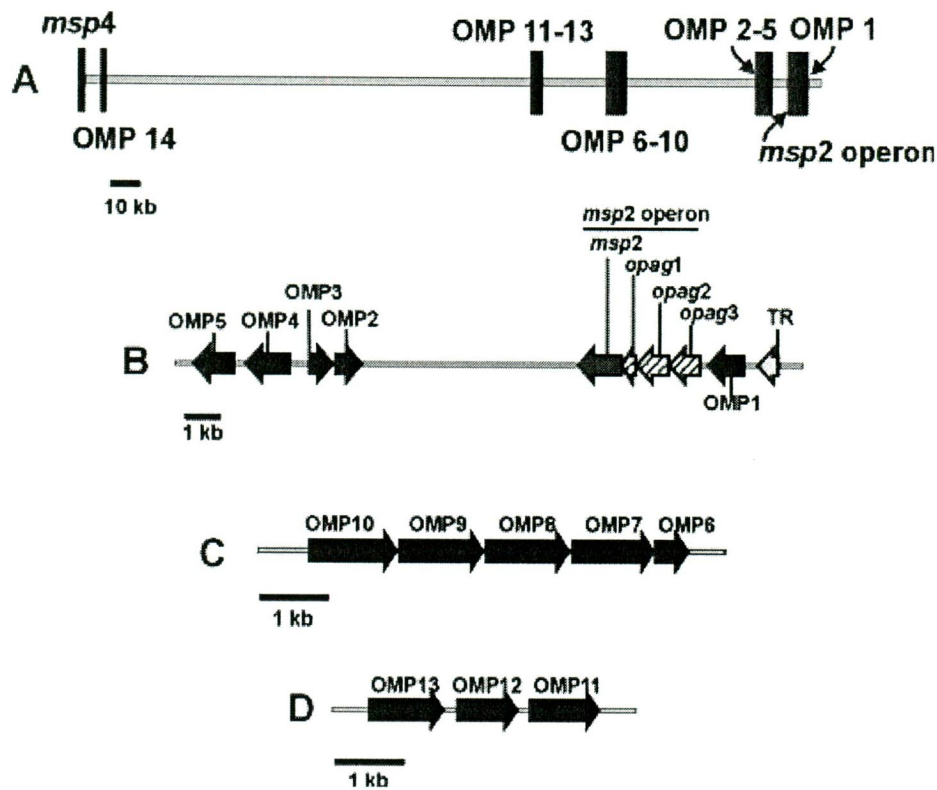 msp4
OMP 11-13
OMP 2-5
OMP 1
A
OMP 14
OMP 6-10
msp2 operon
10 kb
msp2 operon
msp2
opag1
opag2
opag3
TR
OMP5
OMP4
OMP3
OMP2
B
OMP1
1 kb
OMP10
OMP9
OMP8
OMP7
OMP6
C
1 kb
OMP13
OMP12
OMP11
D
1 kb